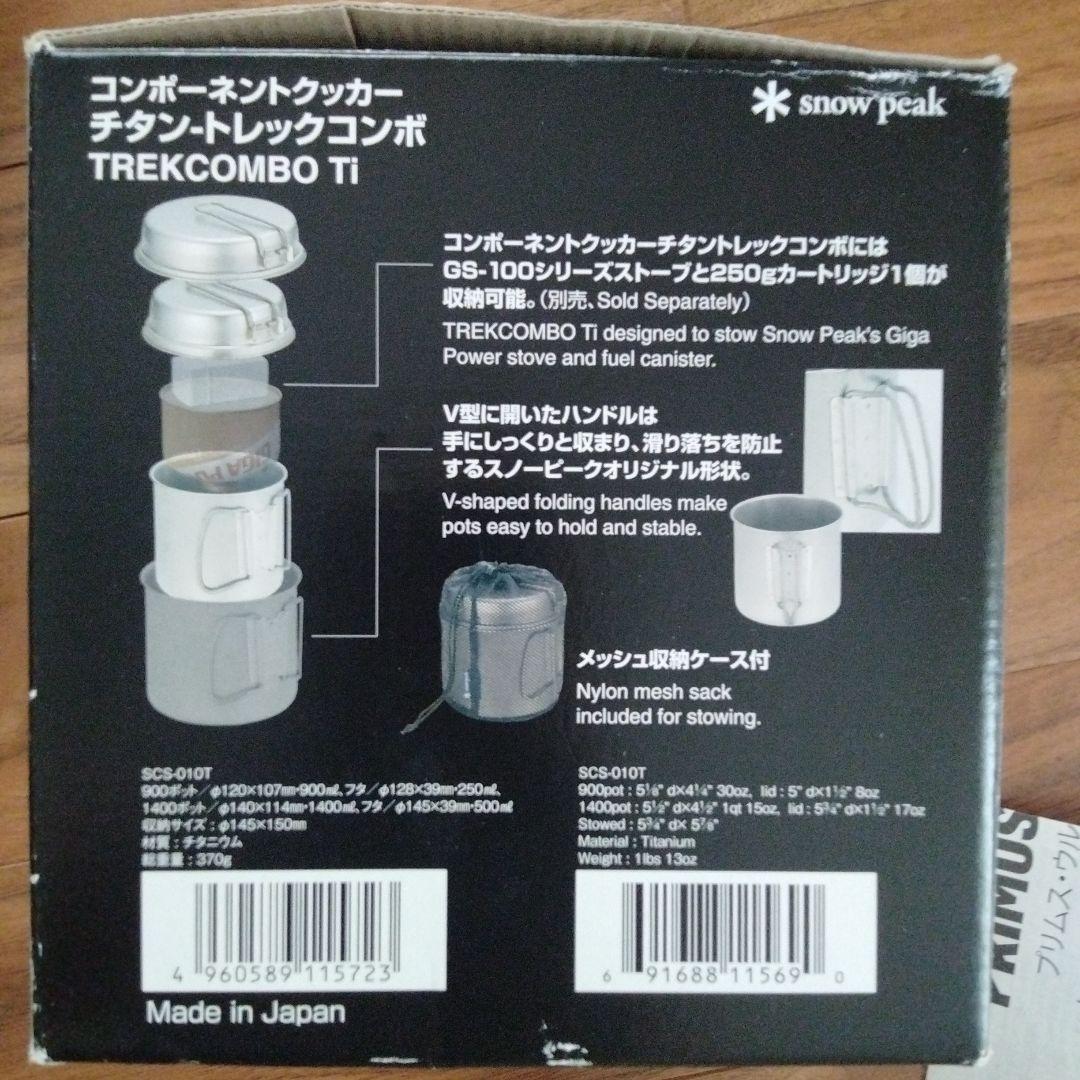 コンポーネントクッカー
チタン-トレックコンボ
TREKCOMBO Ti
snow peak
コンポーネントクッカーチタントレックコンボには
GS-100シリーズストーブと250gカートリッジ1個が
収納可能。(別売、Sold Separately)
TREKCOMBO Ti designed to stow Snow Peak's Giga
Power stove and fuel canister.
V型に開いたハンドルは
手にしっくりと収まり、滑り落ちを防止
するスノーピークオリジナル形状。
V-shaped folding handles make
pots easy to hold and stable.
メッシュ収納ケース付
Nylon mesh sack
included for stowing.
SCS-010T
900ポット/φ120×107mm・900㎖、フタ/φ128×39mm・250㎖
1400ポット/φ140×114mm・1400㎖、フタ/φ145×39mm・500㎖
収納サイズ：φ145×150mm
材質：チタニウム
総重量：370g
SCS-010T
900pot : 5⅛" d×4¼" 30oz, lid : 5" d×1½" 8oz
1400pot : 5½" d×4½" 1qt 15oz, lid : 5¾" d×1½" 17oz
Stowed : 5¾" d× 5⅞"
Material : Titanium
Weight : 1lbs 13oz
4 960589 115723
6 91688 11569 0
Made in Japan
PRIMUS
プリムス・ウル